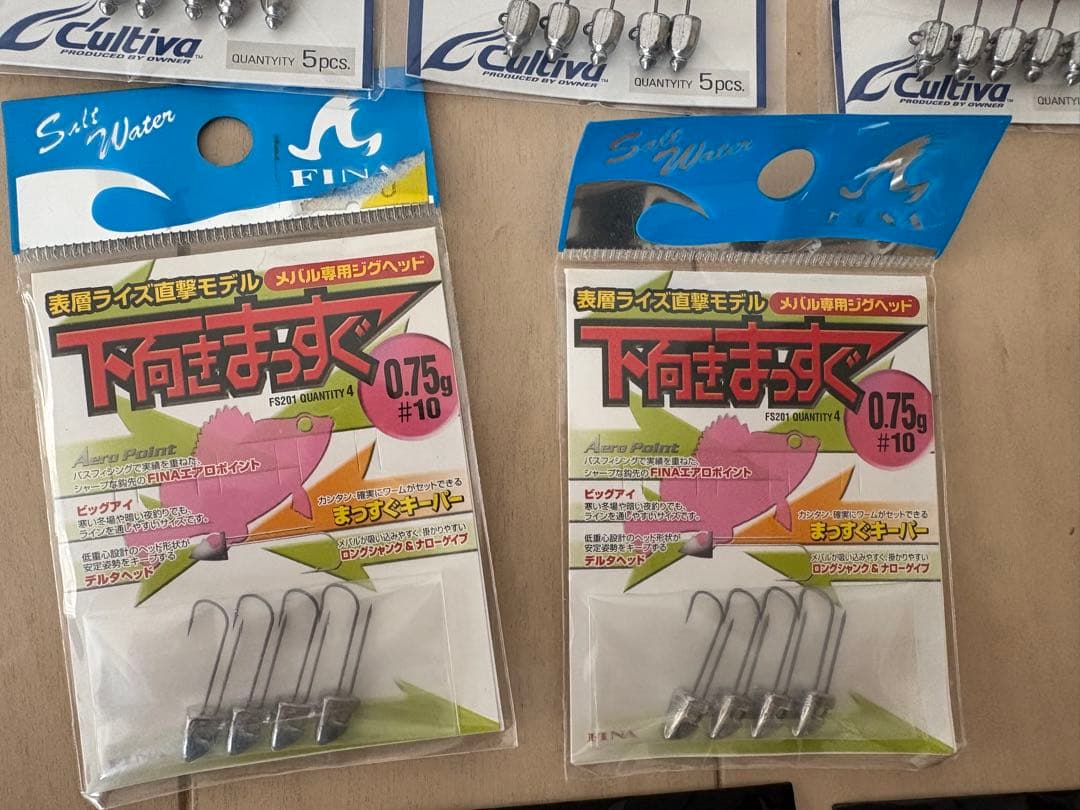 Cultiva
PRODUCED BY OWNER™
QUANTYITY 5pcs.
Cultiva
PRODUCED BY OWNER™
QUANTYITY 5pcs.
Cultiva
PRODUCED BY OWNER™
Salt Water
FINA
表層ライズ直撃モデル
メバル専用ジグヘッド
下向きまっすぐ
FS201 QUANTITY 4
0.75g
#10
Aero Point
バスフィシングで実績を重ねた、
シャープな鈎先のFINAエアロポイント
ビッグアイ
寒い冬場や暗い夜釣りでも、
ラインを通しやすいサイズです。
カンタン、確実にワームがセットできる
まっすぐキーパー
低重心設計のヘッド形状が
安定姿勢をキープする
デルタヘッド
メバルが吸い込みやすく、掛かりやすい
ロングシャンク&ナローゲイプ
Salt Water
FINA
表層ライズ直撃モデル
メバル専用ジグヘッド
下向きまっすぐ
FS201 QUANTITY 4
0.75g
#10
Aero Point
バスフィシングで実績を重ねた、
シャープな鈎先のFINAエアロポイント
ビッグアイ
寒い冬場や暗い夜釣りでも、
ラインを通しやすいサイズです。
カンタン、確実にワームがセットできる
まっすぐキーパー
低重心設計のヘッド形状が
安定姿勢をキープする
デルタヘッド
メバルが吸い込みやすく、掛かりやすい
ロングシャンク&ナローゲイプ
FINA